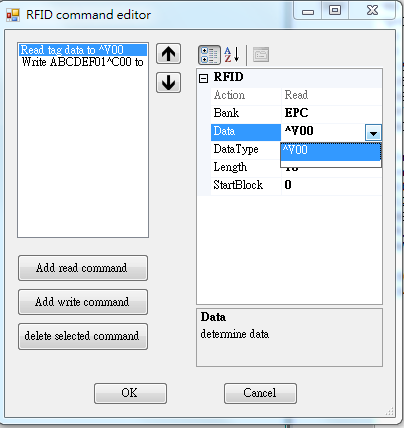 RFID command editor
Read tag data to ^V00
Write ABCDEF01^C00 to
RFID
Action Read
Bank EPC
Data ^V00
DataType ^V00
Length
StartBlock 0
Add read command
Add write command
delete selected command
Data
determine data
OK Cancel